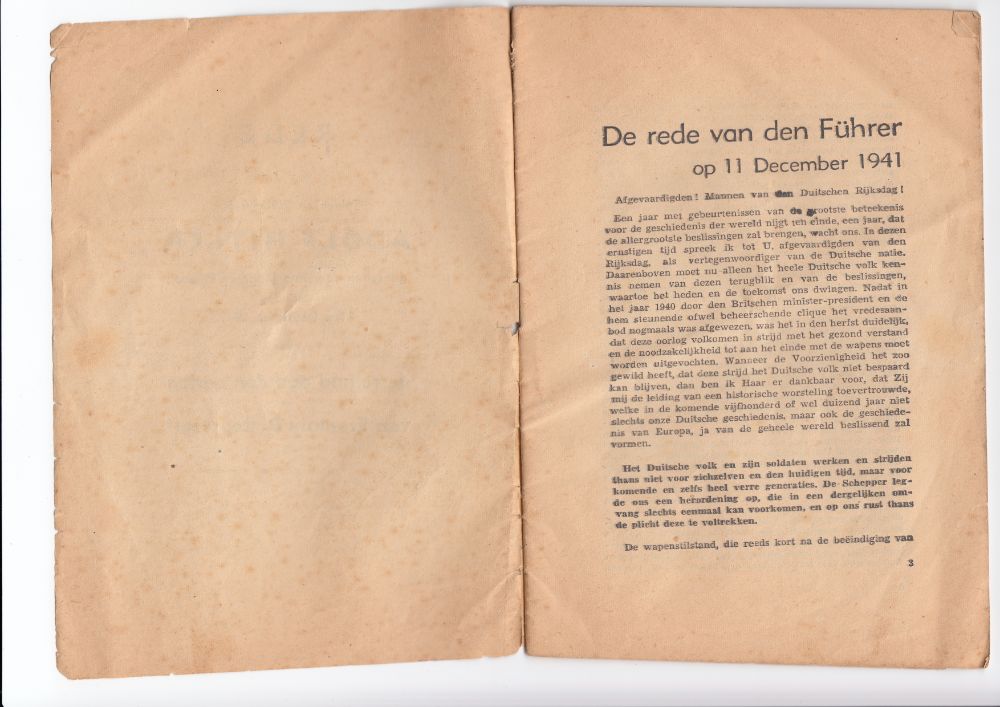 De rede van den Führer
op 11 December 1941
Afgevaardigden! Mannen van den Duitschen Rijksdag!
Een jaar met gebeurtenissen van de grootste beteekenis
voor de geschiedenis der wereld nijgt ten einde, een jaar, dat
de allergrootste beslissingen zal brengen, wacht ons. In dezen
ernstigen tijd spreek ik tot U, afgevaardigden van den
Rijksdag, als vertegenwoordiger van de Duitsche natie.
Daarenboven moet nu alleen het heele Duitsche volk ken-
nis nemen van dezen terugblik en van de beslissingen,
waartoe het heden en de toekomst ons dwingen. Nadat in
het jaar 1940 door den Britschen minister-president en de
hem steunende ofwel beheerschende clique het vredesaan-
bod nogmaals was afgewezen, was het in den herfst duidelijk,
dat deze oorlog volkomen in strijd met het gezond verstand
en de noodzakelijkheid tot aan het einde met de wapens moet
worden uitgevochten. Wanneer de Voorzienigheid het zoo
gewild heeft, dat deze strijd het Duitsche volk niet bespaard
kan blijven, dan ben ik Haar er dankbaar voor, dat Zij
mij de leiding van een historische worsteling toevertrouwde,
welke in de komende vijfhonderd of wel duizend jaar niet
slechts onze Duitsche geschiedenis, maar ook de geschiede-
nis van Europa, ja van de geheele wereld beslissend zal
vormen.
Het Duitsche volk en zijn soldaten werken en strijden
thans niet voor zichzelven en den huidigen tijd, maar voor
komende en zelfs heel verre generaties. De Schepper leg-
de ons een herordening op, die in een dergelijken om-
vang slechts eenmaal kan voorkomen, en op ons rust thans
de plicht deze te voltrekken.
De wapenstilstand, die reeds kort na de beëindiging van
3